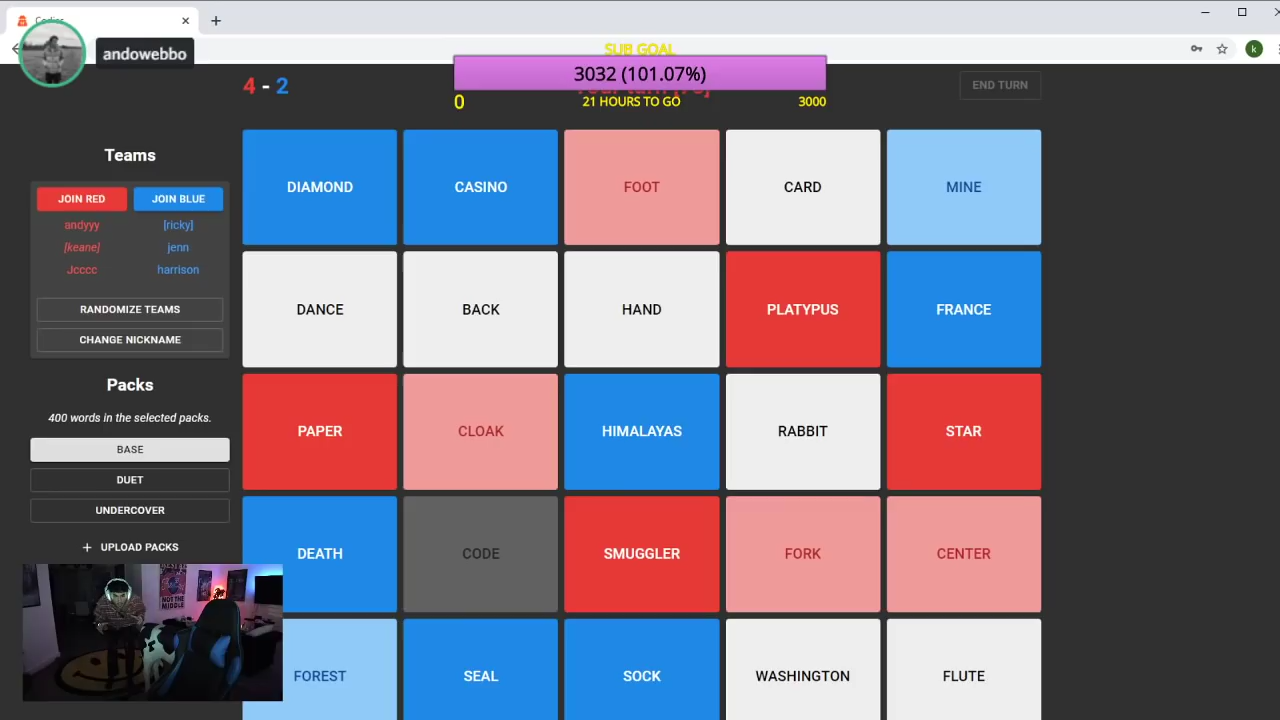 andowebbo
SUB GOAL
3032 (101.07%)
0
21 HOURS TO GO
3000
4 - 2
END TURN
k
Teams
JOIN RED
JOIN BLUE
andyyy
[ricky]
[keane]
jenn
Jcccc
harrison
RANDOMIZE TEAMS
CHANGE NICKNAME
Packs
400 words in the selected packs.
BASE
DUET
UNDERCOVER
+ UPLOAD PACKS
DIAMOND
CASINO
FOOT
CARD
MINE
DANCE
BACK
HAND
PLATYPUS
FRANCE
PAPER
CLOAK
HIMALAYAS
RABBIT
STAR
DEATH
CODE
SMUGGLER
FORK
CENTER
FOREST
SEAL
SOCK
WASHINGTON
FLUTE
NOT THE
MIDDLE